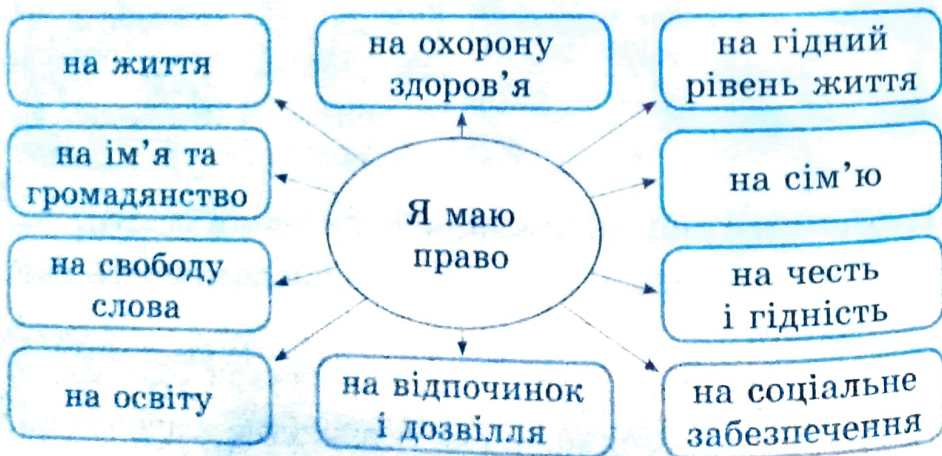 на життя
на охорону
здоров’я
на гідний
рівень життя
на ім’я та
громадянство
Я маю
право
на сім’ю
на свободу
слова
на честь
і гідність
на освіту
на відпочинок
і дозвілля
на соціальне
забезпечення